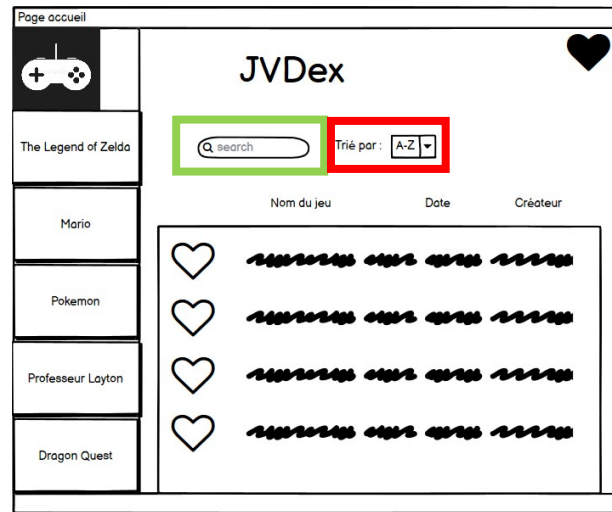 Page accueil
JVDex
The Legend of Zelda
Mario
Pokemon
Professeur Layton
Dragon Quest
search
Trié par : A-Z
Nom du jeu Date Créateur